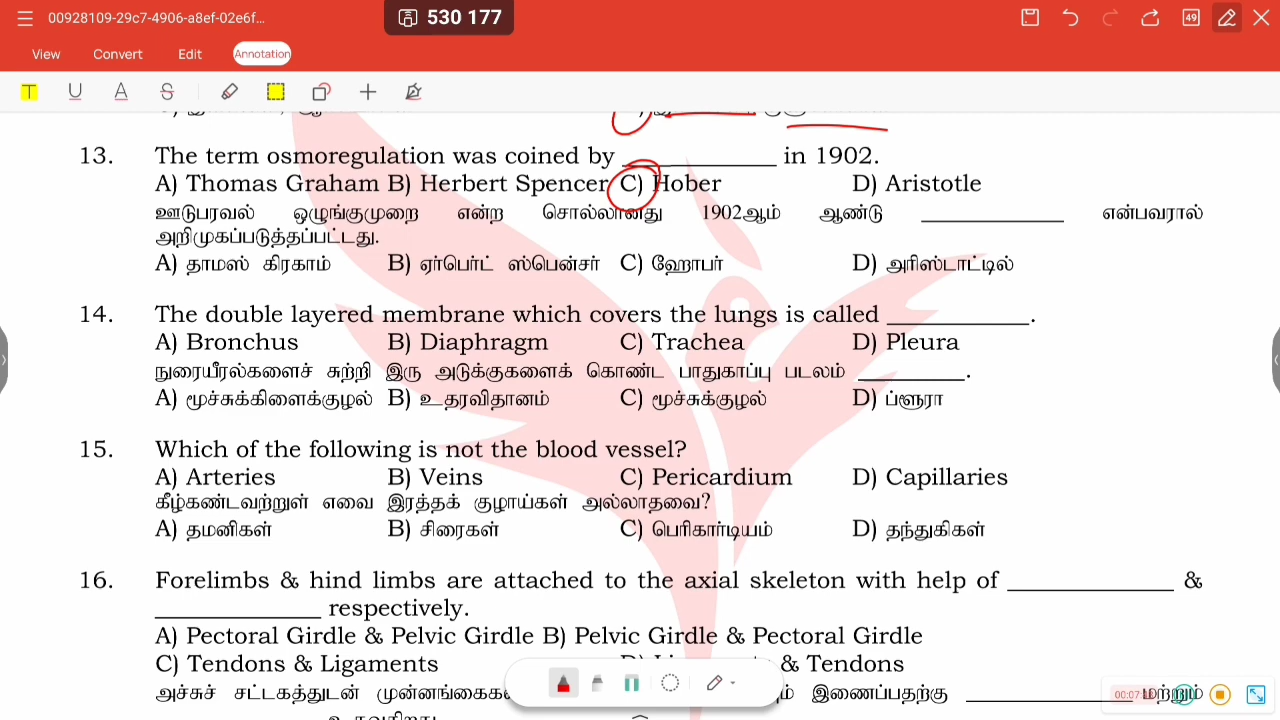 00928109-29c7-4906-a8ef-02e6f...
530 177
49
View Convert Edit Annotation
13. The term osmoregulation was coined by ____________ in 1902.
A) Thomas Graham B) Herbert Spencer C) Hober D) Aristotle
ஊடுபரவல் ஒழுங்குமுறை என்ற சொல்லானது 1902ஆம் ஆண்டு ____________ என்பவரால்
அறிமுகப்படுத்தப்பட்டது.
A) தாமஸ் கிரகாம் B) ஏர்பெர்ட் ஸ்பென்சர் C) ஹோபர் D) அரிஸ்டாட்டில்
14. The double layered membrane which covers the lungs is called ___________.
A) Bronchus B) Diaphragm C) Trachea D) Pleura
நுரையீரல்களைச் சுற்றி இரு அடுக்குகளைக் கொண்ட பாதுகாப்பு படலம் _________.
A) மூச்சுக்கிளைக்குழல் B) உதரவிதானம் C) மூச்சுக்குழல் D) ப்ளூரா
15. Which of the following is not the blood vessel?
A) Arteries B) Veins C) Pericardium D) Capillaries
கீழ்கண்டவற்றுள் எவை இரத்தக் குழாய்கள் அல்லாதவை?
A) தமனிகள் B) சிரைகள் C) பெரிகார்டியம் D) தந்துகிகள்
16. Forelimbs & hind limbs are attached to the axial skeleton with help of _____________ &
_____________ respectively.
A) Pectoral Girdle & Pelvic Girdle B) Pelvic Girdle & Pectoral Girdle
C) Tendons & Ligaments & Tendons
அச்சுச் சட்டகத்துடன் இணைப்பதற்கு _____________ மற்றும்